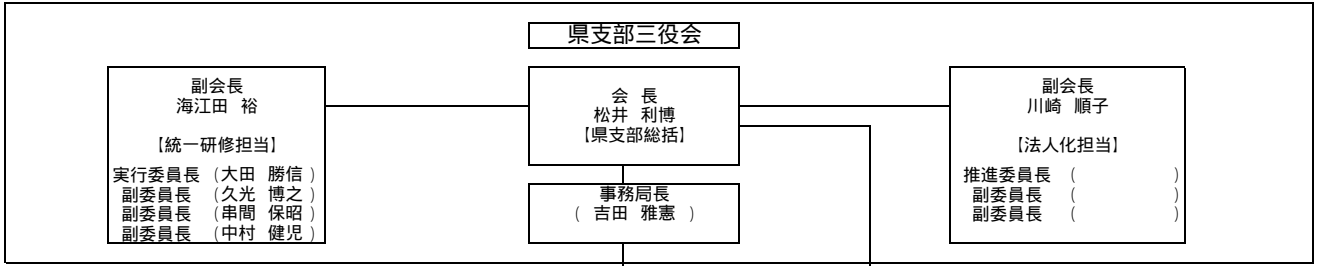 県支部三役会
副会長
海江田 裕
【統一研修担当】
実行委員長 (大田 勝信)
副委員長 (久光 博之)
副委員長 (串間 保昭)
副委員長 (中村 健児)
会 長
松井 利博
【県支部総括】
事務局長
( 吉田 雅憲 )
副会長
川崎 順子
【法人化担当】
推進委員長 ( )
副委員長 ( )
副委員長 ( )